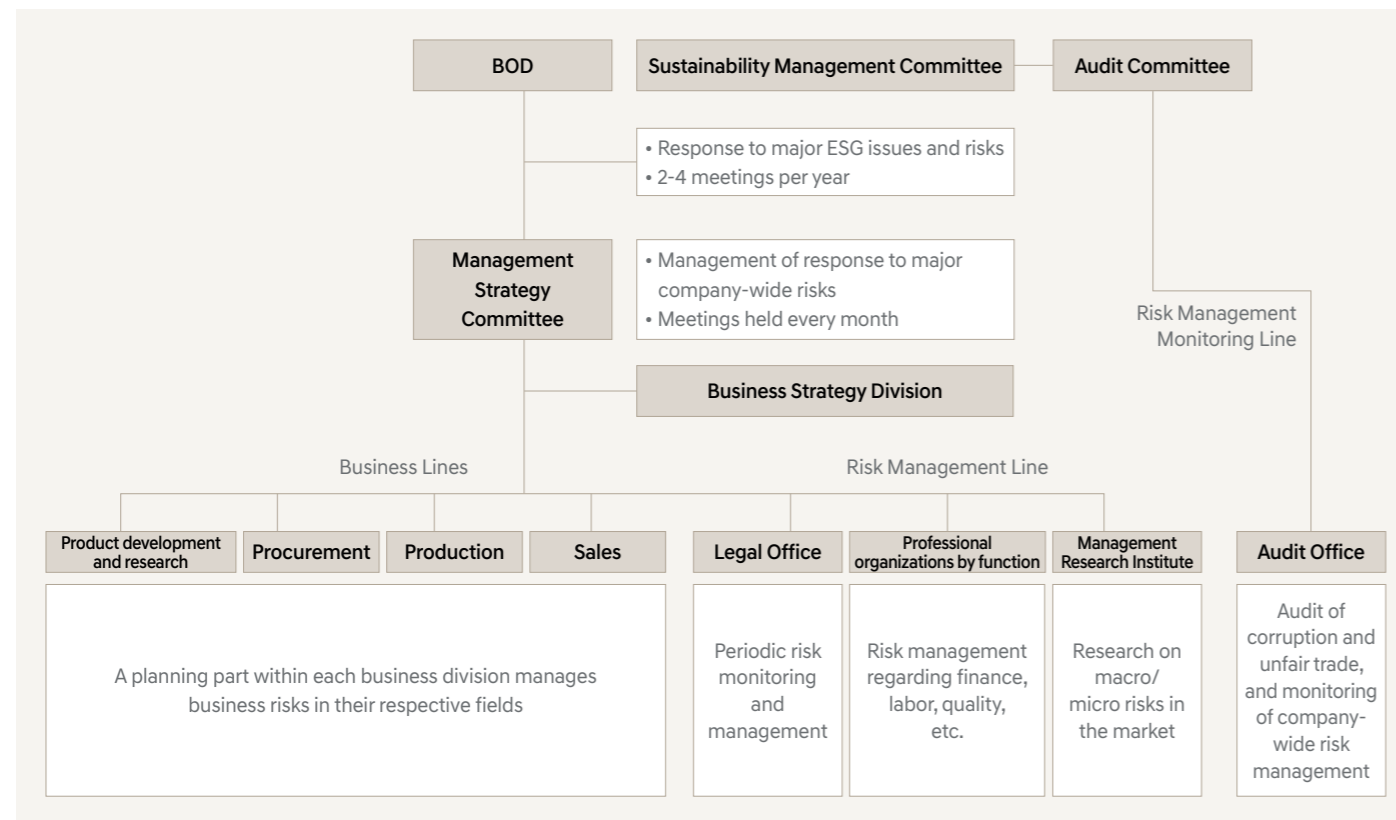 BOD
Sustainability Management Committee
Audit Committee
• Response to major ESG issues and risks
• 2-4 meetings per year
Management
Strategy
Committee
• Management of response to major
company-wide risks
• Meetings held every month
Risk Management
Monitoring Line
Business Strategy Division
Business Lines
Risk Management Line
Product development
and research
Procurement
Production
Sales
Legal Office
Professional
organizations by function
Management
Research Institute
Audit Office
A planning part within each business division manages
business risks in their respective fields
Periodic risk
monitoring
and
management
Risk management
regarding finance,
labor, quality,
etc.
Research on
macro/
micro risks in
the market
Audit of
corruption and
unfair trade,
and monitoring
of company-
wide risk
management